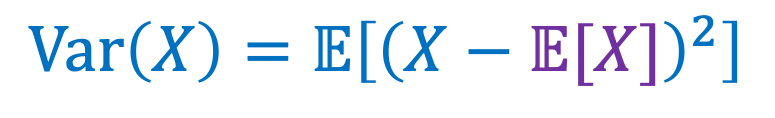 Var(𝑋) = 𝔼[(𝑋 − 𝔼[𝑋])²]